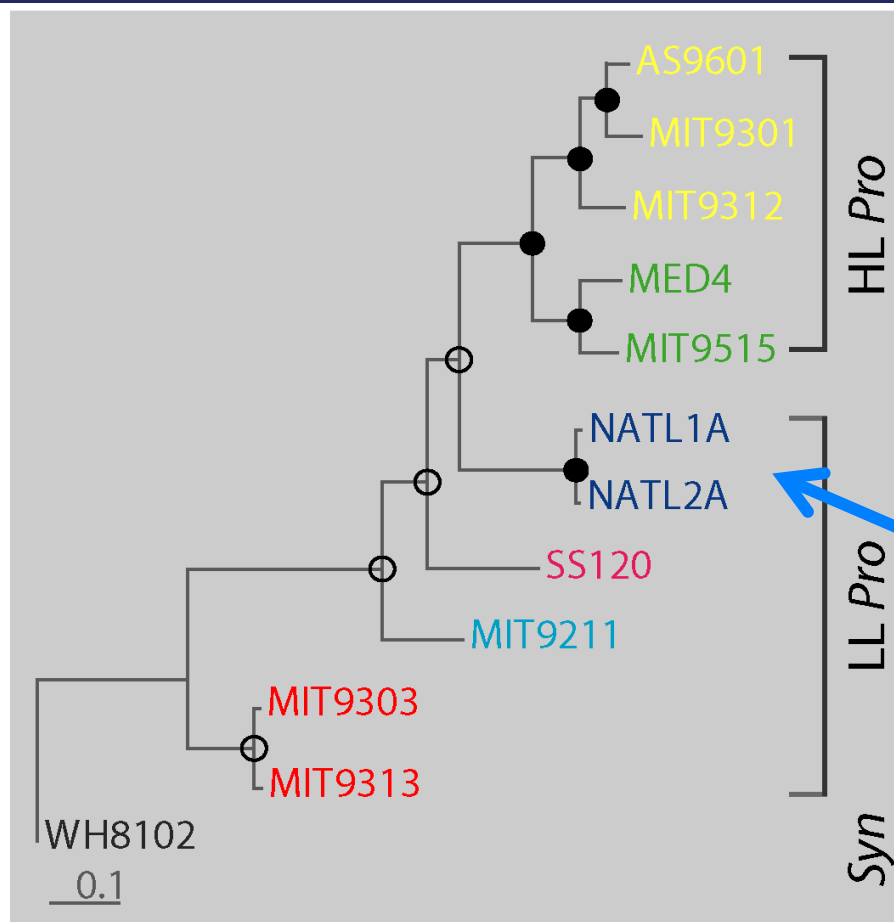 AS9601
MIT9301
MIT9312
MED4
MIT9515
HL Pro
NATL1A
NATL2A
SS120
MIT9211
MIT9303
MIT9313
LL Pro
WH8102
Syn
0.1